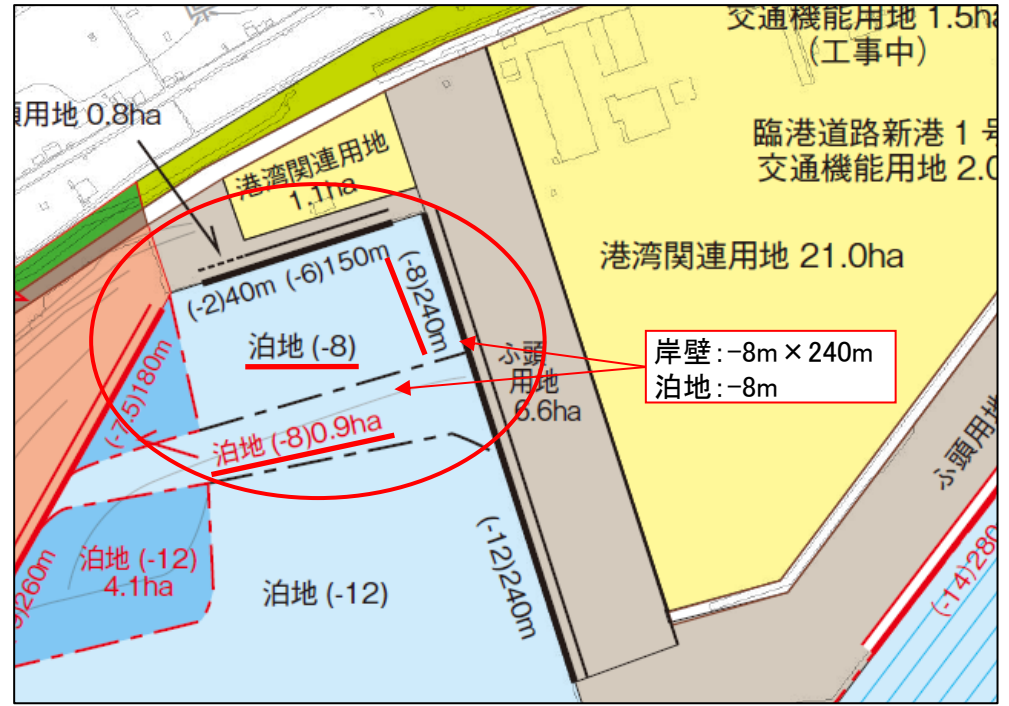 交通機能用地 1.5ha
(工事中)
頭用地 0.8ha
臨港道路新港 1 号
交通機能用地 2.0
港湾関連用地
1.1ha
港湾関連用地 21.0ha
(-2)40m (-6)150m
(-8)240m
泊地 (-8)
岸壁：-8m×240m
泊地：-8m
ふ頭
用地
6.6ha
(-7.5)180m
泊地 (-8)0.9ha
ふ頭用地
泊地 (-12)
4.1ha
泊地 (-12)
(-12)240m
260m
(-14)280